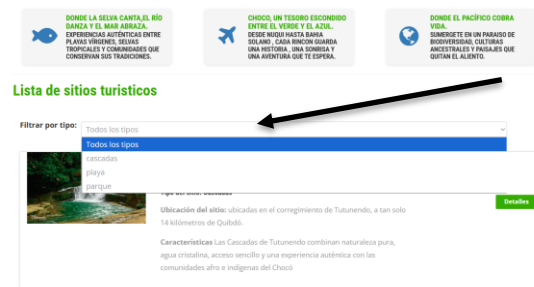 DONDE LA SELVA CANTA,EL RÍO
DANZA Y EL MAR ABRAZA.
EXPERIENCIAS AUTÉNTICAS ENTRE
PLAYAS VÍRGENES, SELVAS
TROPICALES Y COMUNIDADES QUE
CONSERVAN SUS TRADICIONES.
CHOCO, UN TESORO ESCONDIDO
ENTRE EL VERDE Y EL AZUL.
DESDE NUQUI HASTA BAHIA
SOLANO , CADA RINCON GUARDA
UNA HISTORIA , UNA SONRISA Y
UNA AVENTURA QUE TE ESPERA.
DONDE EL PACÍFICO COBRA
VIDA.
SUMERGETE EN UN PARAISO DE
BIODIVERSIDAD, CULTURAS
ANCESTRALES Y PAISAJES QUE
QUITAN EL ALIENTO.
Lista de sitios turisticos
Filtrar por tipo:
Todos los tipos
Todos los tipos
cascadas
playa
parque
Tipo del sitio: cascadas
Detalles
Ubicación del sitio: ubicadas en el corregimiento de Tutunendo, a tan solo
14 kilómetros de Quibdó.
Características Las Cascadas de Tutunendo combinan naturaleza pura,
agua cristalina, acceso sencillo y una experiencia auténtica con las
comunidades afro e indígenas del Chocó